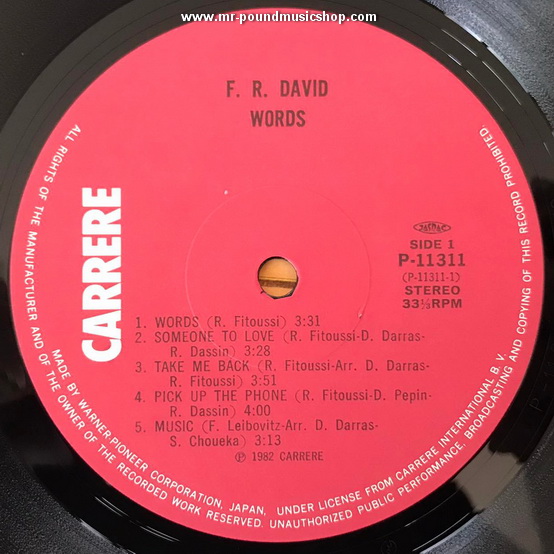 www.mr-poundmusicshop.com
F. R. DAVID
WORDS
CARRERE
JASRAC
SIDE 1
P-11311
(P-11311-1)
STEREO
33⅓RPM
1. WORDS (R. Fitoussi) 3:31
2. SOMEONE TO LOVE (R. Fitoussi-D. Darras-
R. Dassin) 3:28
3. TAKE ME BACK (R. Fitoussi-Arr. D. Darras-
R. Fitoussi) 3:51
4. PICK UP THE PHONE (R. Fitoussi-D. Pepin-
R. Dassin) 4:00
5. MUSIC (F. Leibovitz-Arr. D. Darras-
S. Choueka) 3:13
℗ 1982 CARRERE
MADE BY WARNER-PIONEER CORPORATION, JAPAN, UNDER LICENSE FROM CARRERE INTERNATIONAL B. V.
ALL RIGHTS OF THE MANUFACTURER AND OF THE OWNER OF THE RECORDED WORK RESERVED. UNAUTHORIZED PUBLIC PERFORMANCE, BROADCASTING AND COPYING OF THIS RECORD PROHIBITED.